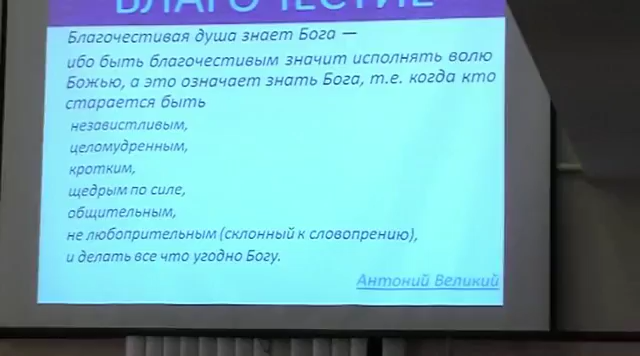 БЛАГОЧЕСТИЕ
Благочестивая душа знает Бога —
ибо быть благочестивым значит исполнять волю
Божью, а это означает знать Бога, т.е. когда кто
старается быть
независтливым,
целомудренным,
кротким,
щедрым по силе,
общительным,
не любопрительным (склонный к словопрению),
и делать все что угодно Богу.
Антоний Великий